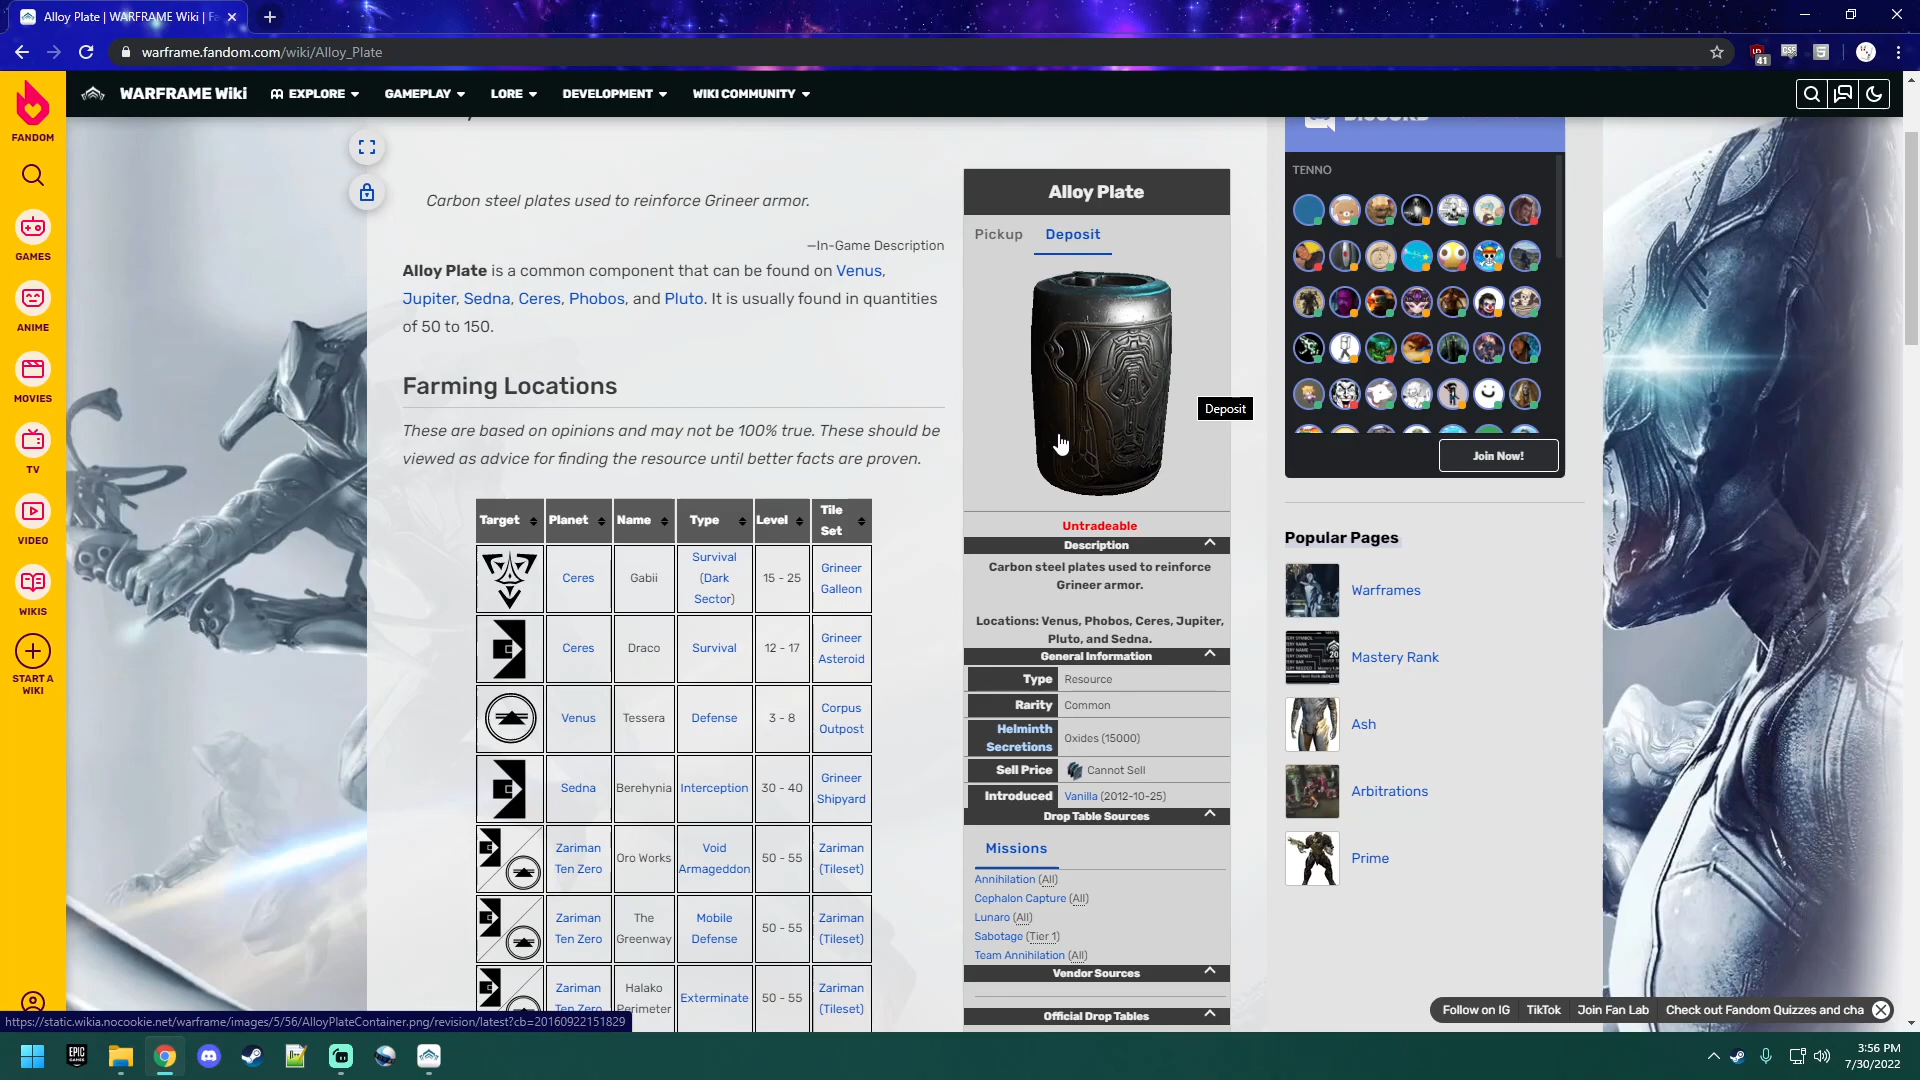 Alloy Plate | WARFRAME Wiki | Fa
warframe.fandom.com/wiki/Alloy_Plate
41
WARFRAME Wiki
EXPLORE
GAMEPLAY
LORE
DEVELOPMENT
WIKI COMMUNITY
FANDOM
GAMES
ANIME
MOVIES
TV
VIDEO
WIKIS
START A
WIKI
Carbon steel plates used to reinforce Grineer armor.
—In-Game Description
Alloy Plate is a common component that can be found on Venus,
Jupiter, Sedna, Ceres, Phobos, and Pluto. It is usually found in quantities
of 50 to 150.
Farming Locations
These are based on opinions and may not be 100% true. These should be
viewed as advice for finding the resource until better facts are proven.
Target Planet Name Type Level Tile
Set
Ceres Gabii Survival
(Dark
Sector) 15 - 25 Grineer
Galleon
Ceres Draco Survival 12 - 17 Grineer
Asteroid
Venus Tessera Defense 3 - 8 Corpus
Outpost
Sedna Berehynia Interception 30 - 40 Grineer
Shipyard
Zariman
Ten Zero Oro Works Void
Armageddon 50 - 55 Zariman
(Tileset)
Zariman
Ten Zero The
Greenway Mobile
Defense 50 - 55 Zariman
(Tileset)
Zariman
Ten Zero Halako
Perimeter Exterminate 50 - 55 Zariman
(Tileset)
Alloy Plate
Pickup
Deposit
Deposit
Untradeable
Description
Carbon steel plates used to reinforce
Grineer armor.
Locations: Venus, Phobos, Ceres, Jupiter,
Pluto, and Sedna.
General Information
Type Resource
Rarity Common
Helminth
Secretions Oxides (15000)
Sell Price Cannot Sell
Introduced Vanilla (2012-10-25)
Drop Table Sources
Missions
Annihilation (All)
Cephalon Capture (All)
Lunaro (All)
Sabotage (Tier 1)
Team Annihilation (All)
Vendor Sources
Official Drop Tables
DISCORD
TENNO
Join Now!
Popular Pages
Warframes
Mastery Rank
Ash
Arbitrations
Prime
Follow on IG
TikTok
Join Fan Lab
Check out Fandom Quizzes and cha
https://static.wikia.nocookie.net/warframe/images/5/56/AlloyPlateContainer.png/revision/latest?cb=20160922151829
EPIC
GAMES
3:56 PM
7/30/2022